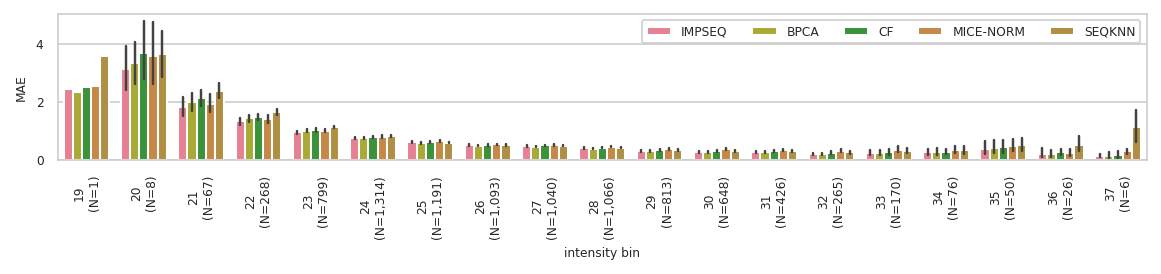 IMPSEQ BPCA CF MICE-NORM SEQKNN
MAE
4
2
0
19
(N=1)
20
(N=8)
21
(N=67)
22
(N=268)
23
(N=799)
24
(N=1,314)
25
(N=1,191)
26
(N=1,093)
27
(N=1,040)
28
(N=1,066)
29
(N=813)
30
(N=648)
31
(N=426)
32
(N=265)
33
(N=170)
34
(N=76)
35
(N=50)
36
(N=26)
37
(N=6)
intensity bin